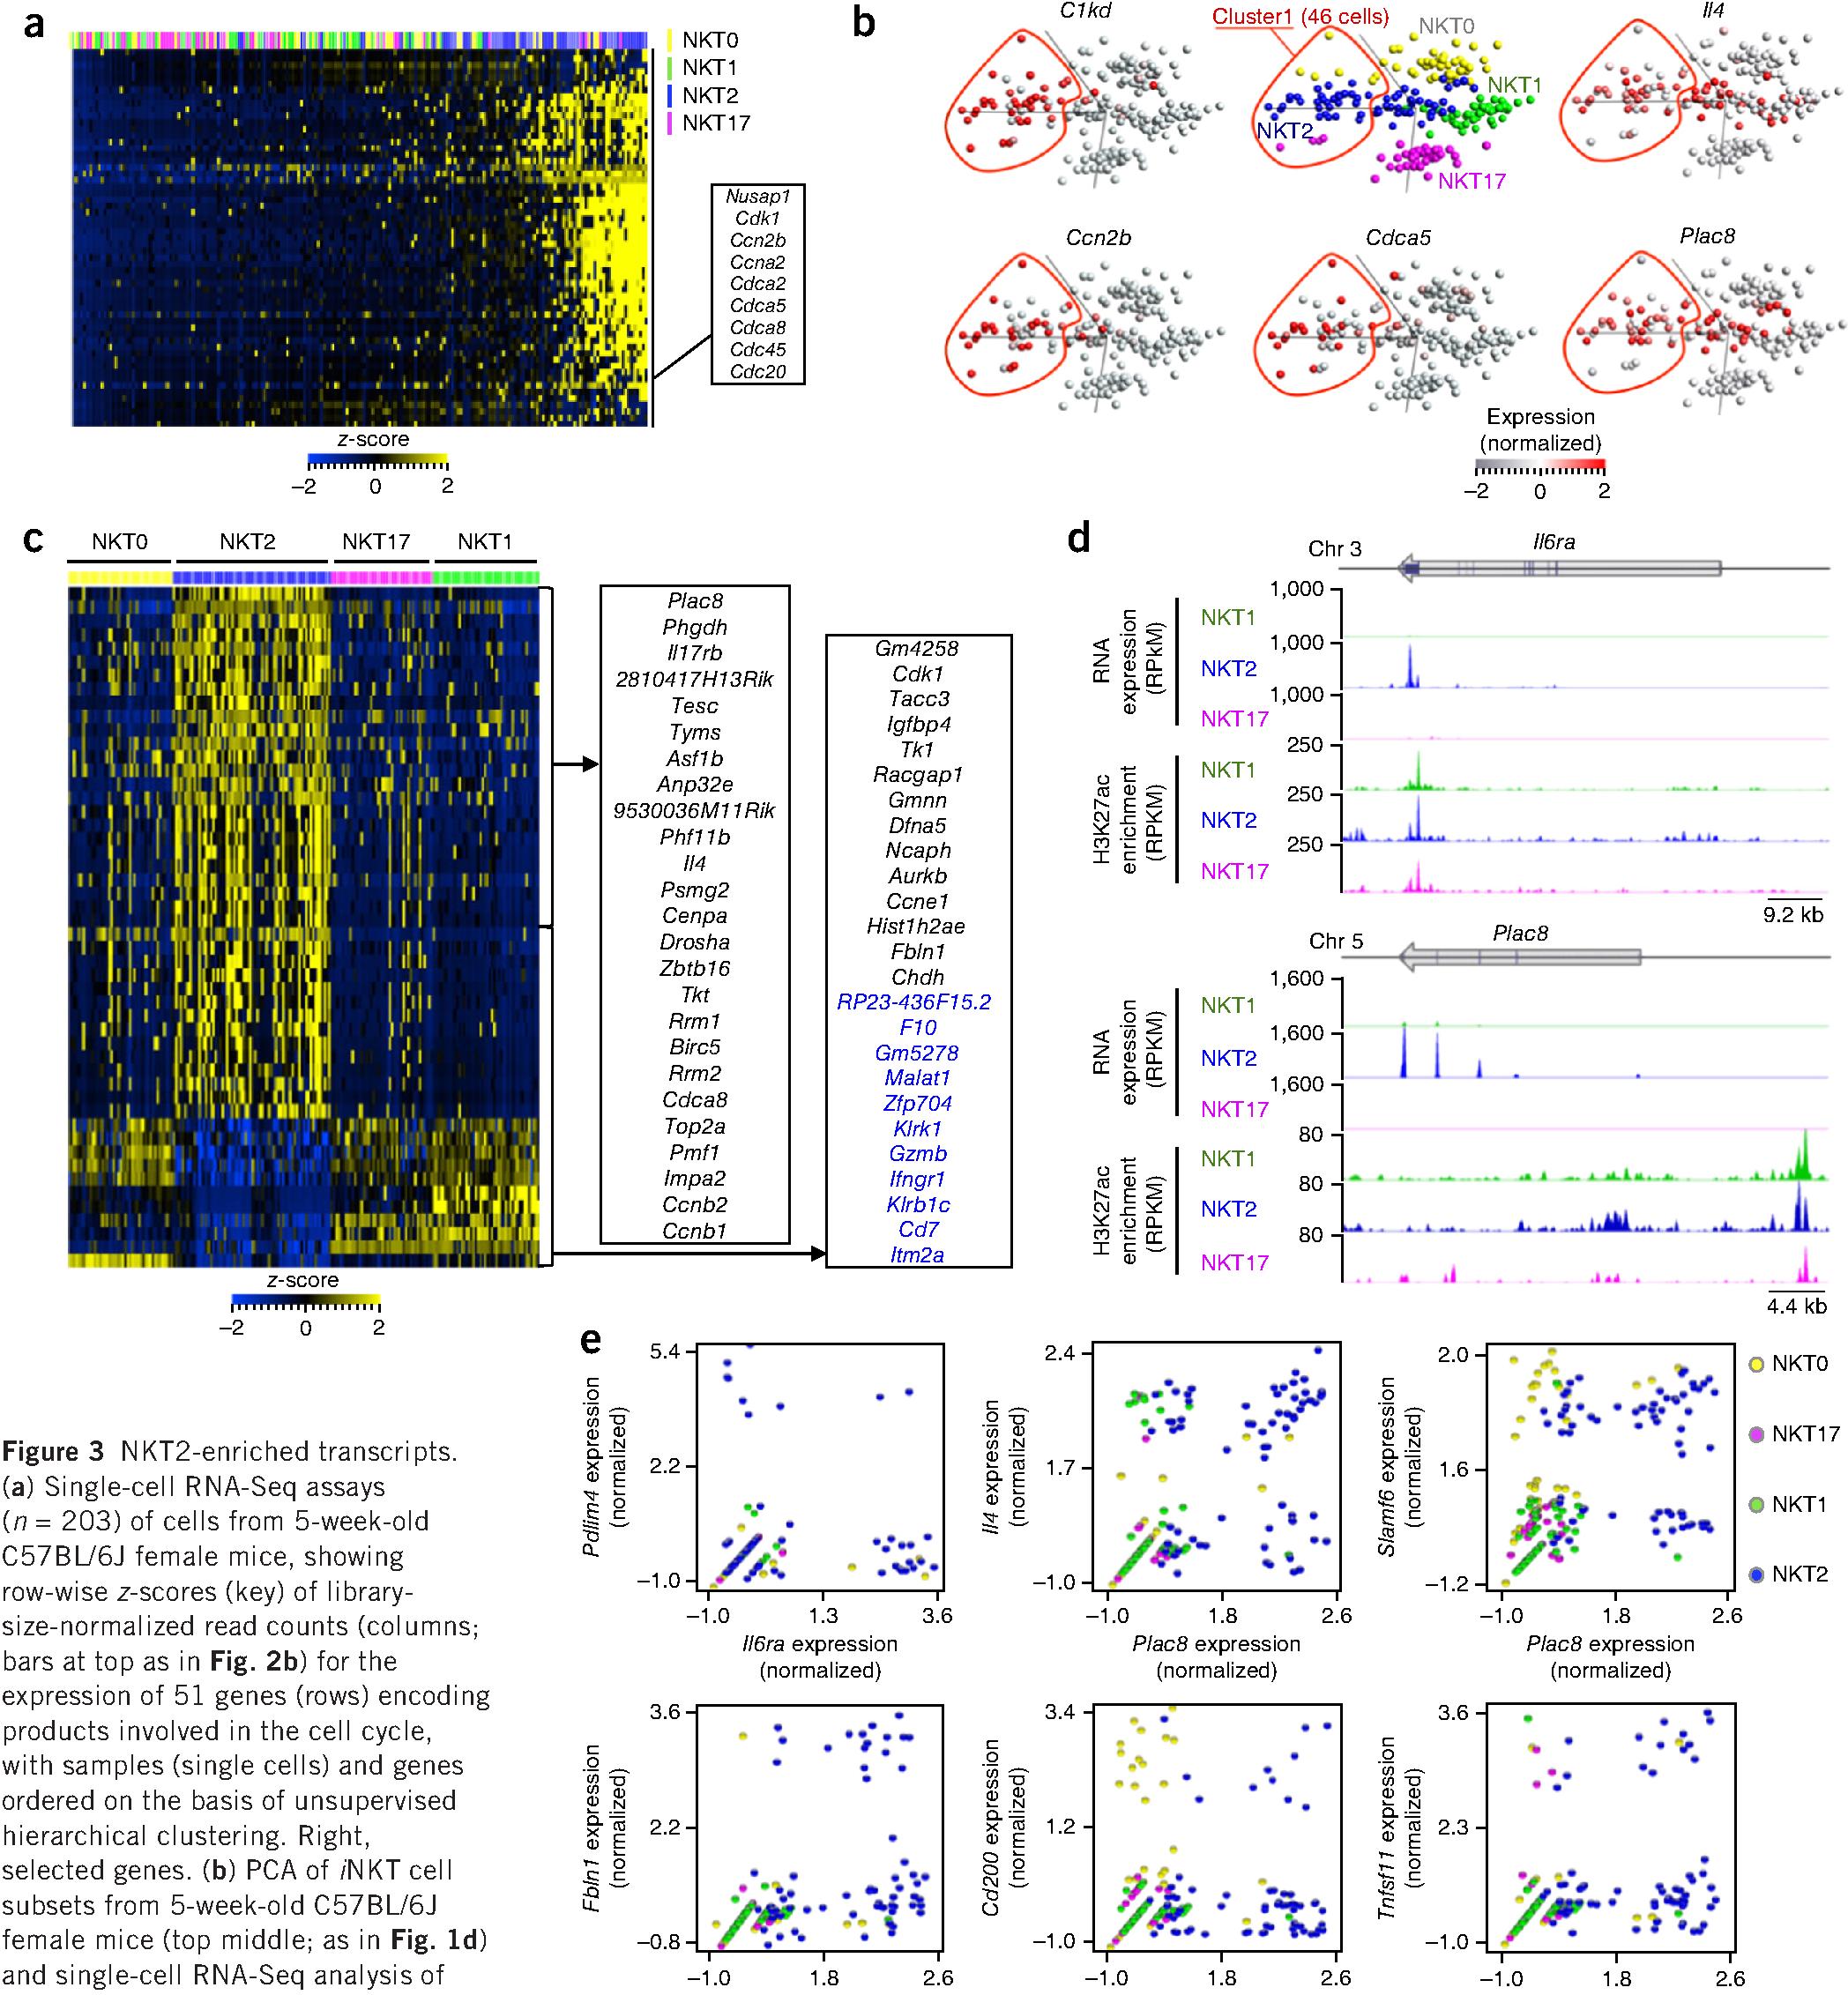 a
NKT0
NKT1
NKT2
NKT17
Nusap1
Cdk1
Ccn2b
Ccna2
Cdca2
Cdca5
Cdca8
Cdc45
Cdc20
z-score
–2 0 2
b
C1kd
Cluster1 (46 cells)
NKT0
NKT1
NKT2
NKT17
Il4
Ccn2b
Cdca5
Plac8
Expression
(normalized)
–2 0 2
c
NKT0 NKT2 NKT17 NKT1
Plac8
Phgdh
Il17rb
2810417H13Rik
Tesc
Tyms
Asf1b
Anp32e
9530036M11Rik
Phf11b
Il4
Psmg2
Cenpa
Drosha
Zbtb16
Tkt
Rrm1
Birc5
Rrm2
Cdca8
Top2a
Pmf1
Impa2
Ccnb2
Ccnb1
Gm4258
Cdk1
Tacc3
Igfbp4
Tk1
Racgap1
Gmnn
Dfna5
Ncaph
Aurkb
Ccne1
Hist1h2ae
Fbln1
Chdh
RP23-436F15.2
F10
Gm5278
Malat1
Zfp704
Klrk1
Gzmb
Ifngr1
Klrb1c
Cd7
Itm2a
z-score
–2 0 2
d
Chr 3
Il6ra
RNA
expression
(RPkM)
1,000
NKT1
1,000
NKT2
1,000
NKT17
H3K27ac
enrichment
(RPKM)
250
NKT1
250
NKT2
250
NKT17
9.2 kb
Chr 5
Plac8
RNA
expression
(RPKM)
1,600
NKT1
1,600
NKT2
1,600
NKT17
H3K27ac
enrichment
(RPKM)
80
NKT1
80
NKT2
80
NKT17
4.4 kb
e
Pdlim4 expression
(normalized)
5.4
2.2
–1.0
–1.0 1.3 3.6
Il6ra expression
(normalized)
Il4 expression
(normalized)
2.4
1.7
–1.0
–1.0 1.8 2.6
Plac8 expression
(normalized)
Slamf6 expression
(normalized)
2.0
1.6
–1.2
–1.0 1.8 2.6
Plac8 expression
(normalized)
NKT0
NKT17
NKT1
NKT2
Fbln1 expression
(normalized)
3.6
2.2
–0.8
–1.0 1.8 2.6
Cd200 expression
(normalized)
3.4
1.2
–1.0
–1.0 1.8 2.6
Tnfsf11 expression
(normalized)
3.6
2.3
–1.0
–1.0 1.8 2.6
Figure 3 NKT2-enriched transcripts.
(a) Single-cell RNA-Seq assays
(n = 203) of cells from 5-week-old
C57BL/6J female mice, showing
row-wise z-scores (key) of library-
size-normalized read counts (columns;
bars at top as in Fig. 2b) for the
expression of 51 genes (rows) encoding
products involved in the cell cycle,
with samples (single cells) and genes
ordered on the basis of unsupervised
hierarchical clustering. Right,
selected genes. (b) PCA of iNKT cell
subsets from 5-week-old C57BL/6J
female mice (top middle; as in Fig. 1d)
and single-cell RNA-Seq analysis of